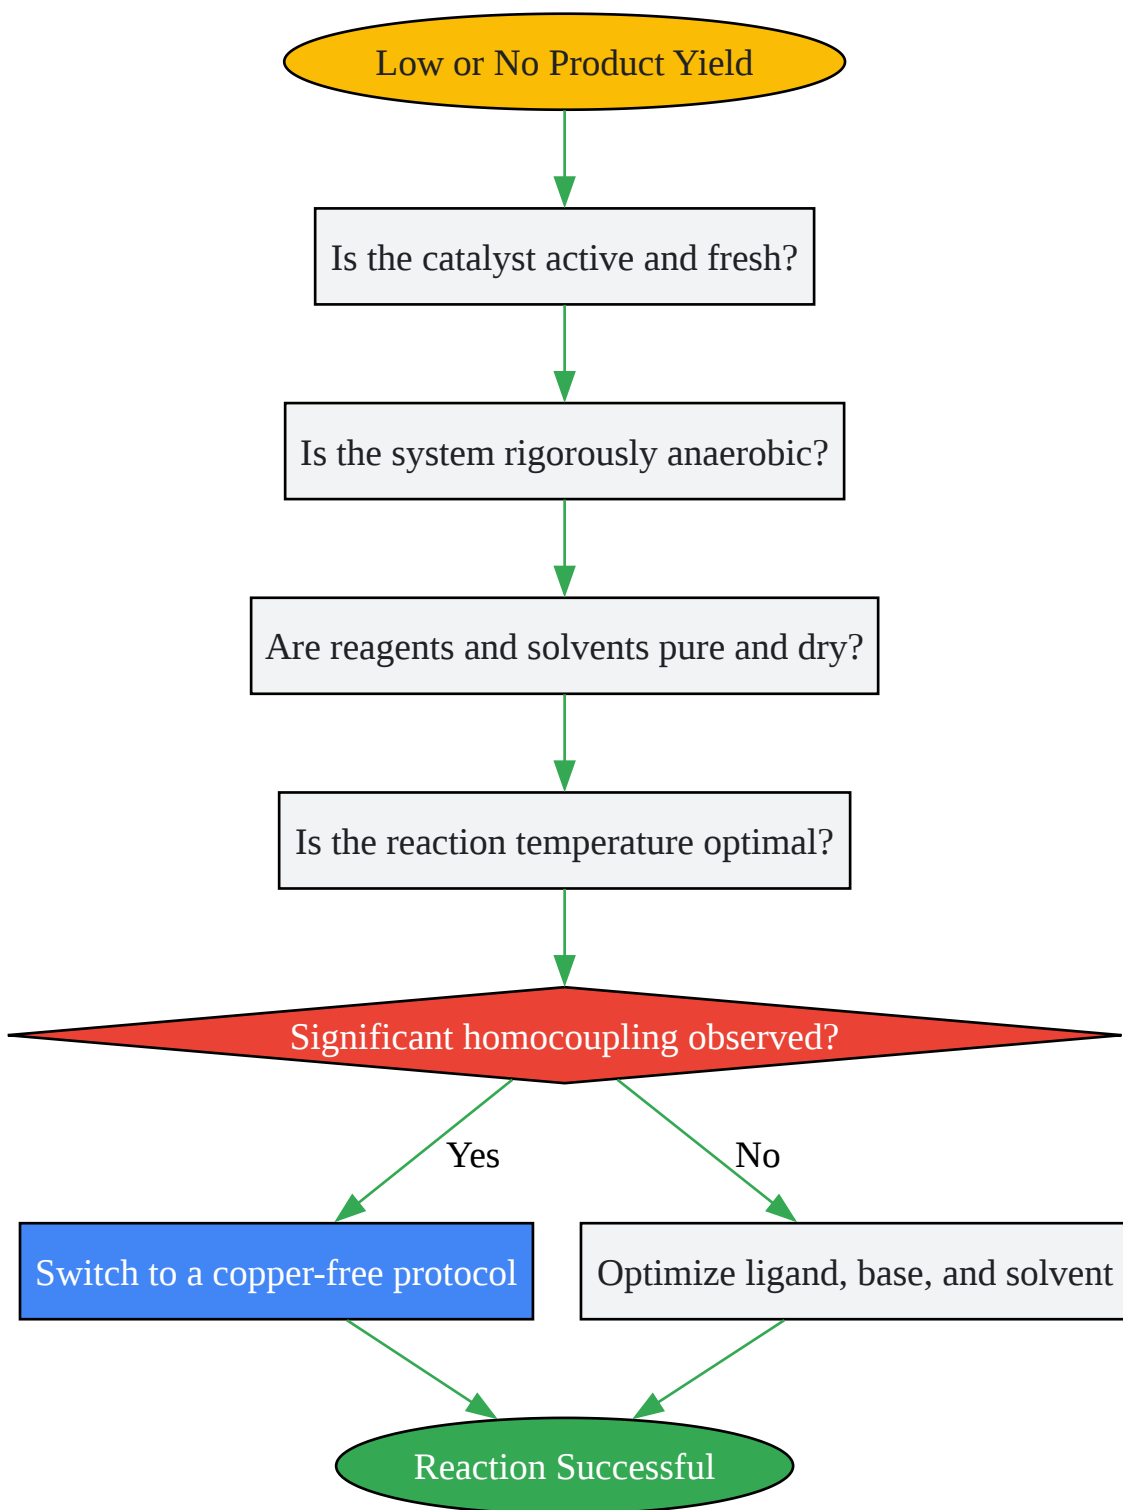 Low or No Product Yield
Is the catalyst active and fresh?
Is the system rigorously anaerobic?
Are reagents and solvents pure and dry?
Is the reaction temperature optimal?
Significant homocoupling observed?
Yes
No
Switch to a copper-free protocol
Optimize ligand, base, and solvent
Reaction Successful